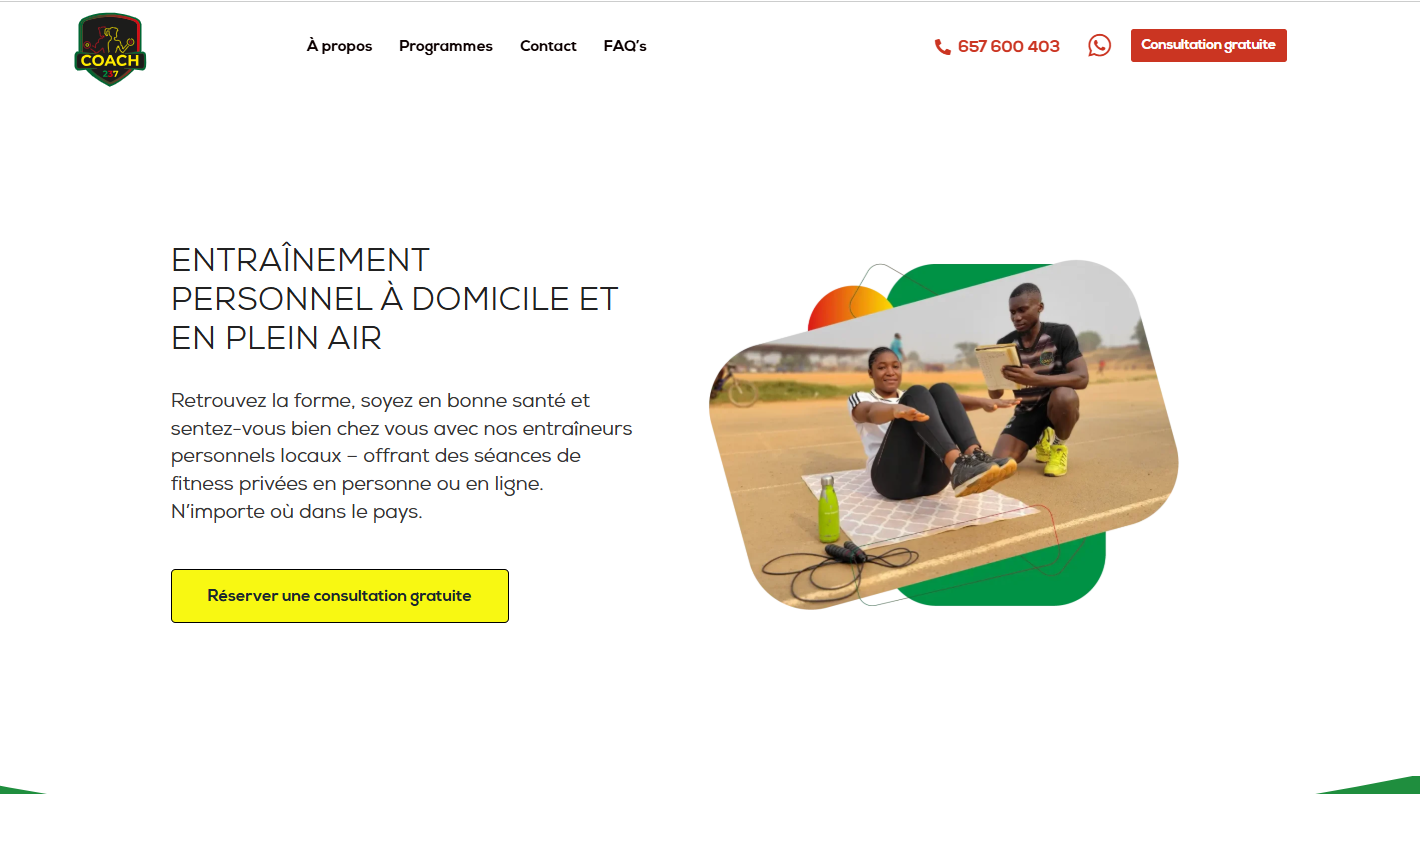 COACH
237
À propos
Programmes
Contact
FAQ’s
657 600 403
Consultation gratuite
ENTRAÎNEMENT
PERSONNEL À DOMICILE ET
EN PLEIN AIR
Retrouvez la forme, soyez en bonne santé et
sentez-vous bien chez vous avec nos entraîneurs
personnels locaux – offrant des séances de
fitness privées en personne ou en ligne.
N’importe où dans le pays.
Réserver une consultation gratuite